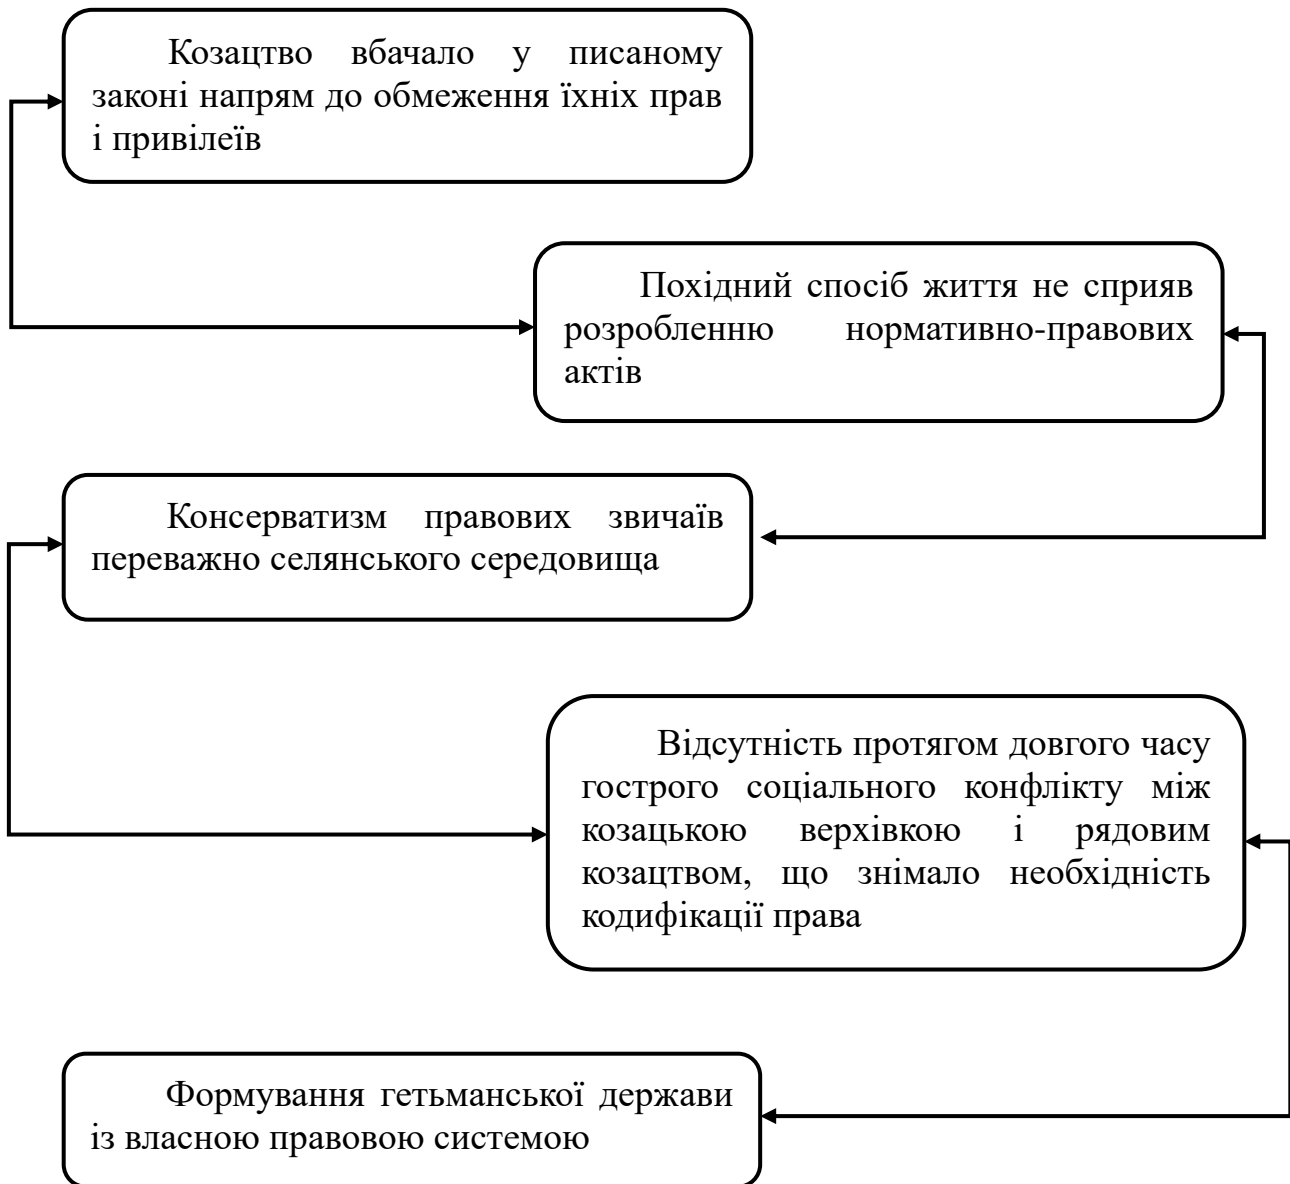 Козацтво вбачало у писаному
законі напрям до обмеження їхніх прав
і привілеїв
Похідний спосіб життя не сприяв
розробленню нормативно-правових
актів
Консерватизм правових звичаїв
переважно селянського середовища
Відсутність протягом довгого часу
гострого соціального конфлікту між
козацькою верхівкою і рядовим
козацтвом, що знімало необхідність
кодифікації права
Формування гетьманської держави
із власною правовою системою